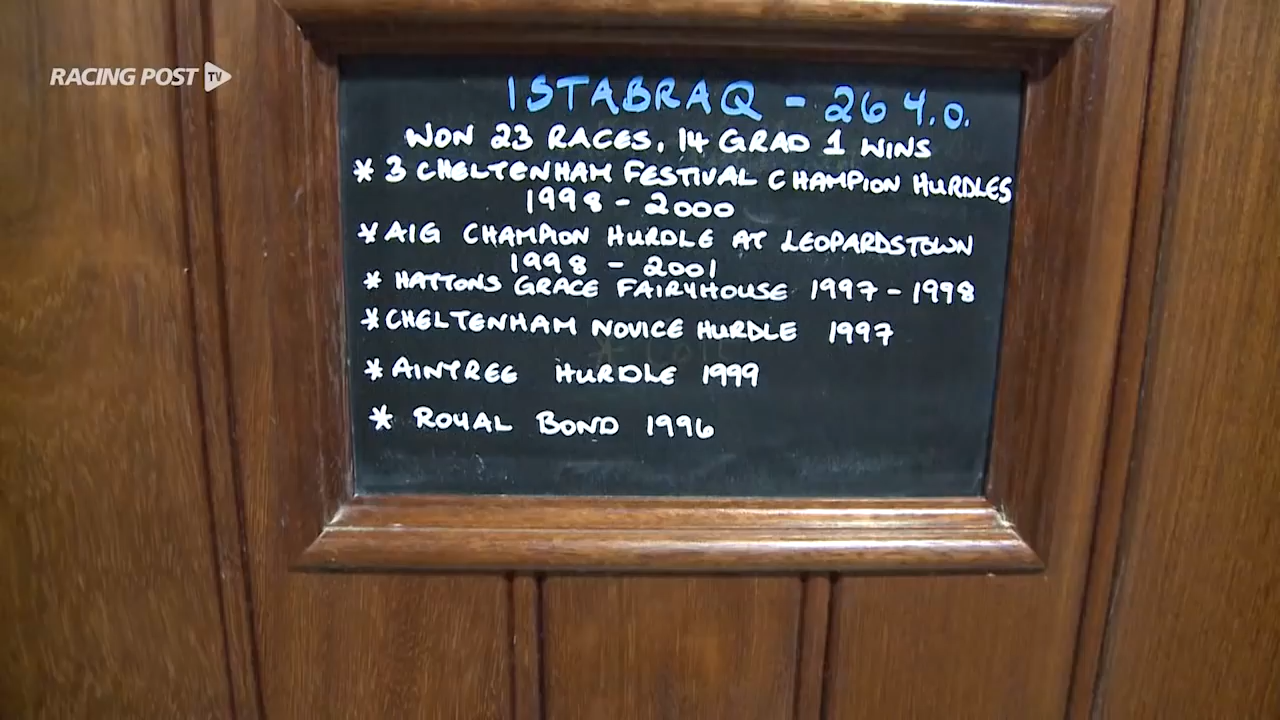 RACING POST TV
ISTABRAQ - 26 Y.O.
WON 23 RACES, 14 GRAD 1 WINS
* 3 CHELTENHAM FESTIVAL CHAMPION HURDLES
1998 - 2000
* AIG CHAMPION HURDLE AT LEOPARDSTOWN
1998 - 2001
* HATTONS GRACE FAIRYHOUSE 1997 - 1998
* CHELTENHAM NOVICE HURDLE 1997
* AINTREE HURDLE 1999
* ROYAL BOND 1996